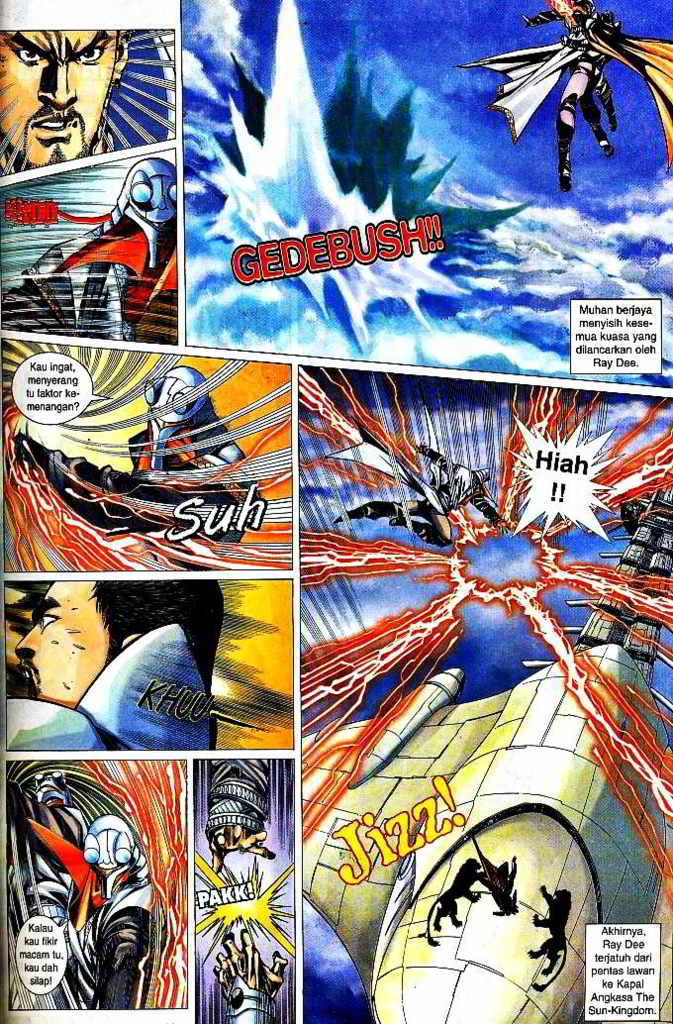 GEDEBUSH!!
Muhan berjaya
menyisih kese-
mua kuasa yang
dilancarkan oleh
Ray Dee.
Kau ingat,
menyerang
tu faktor ke-
menangan?
Suh
Hiah
!!
KHUU
Jizz!
Kalau
kau fikir
macam tu,
kau dah
silap!
PAKK!
Akhirnya,
Ray Dee
terjatuh dari
pentas lawan
ke Kapal
Angkasa The
Sun-Kingdom.